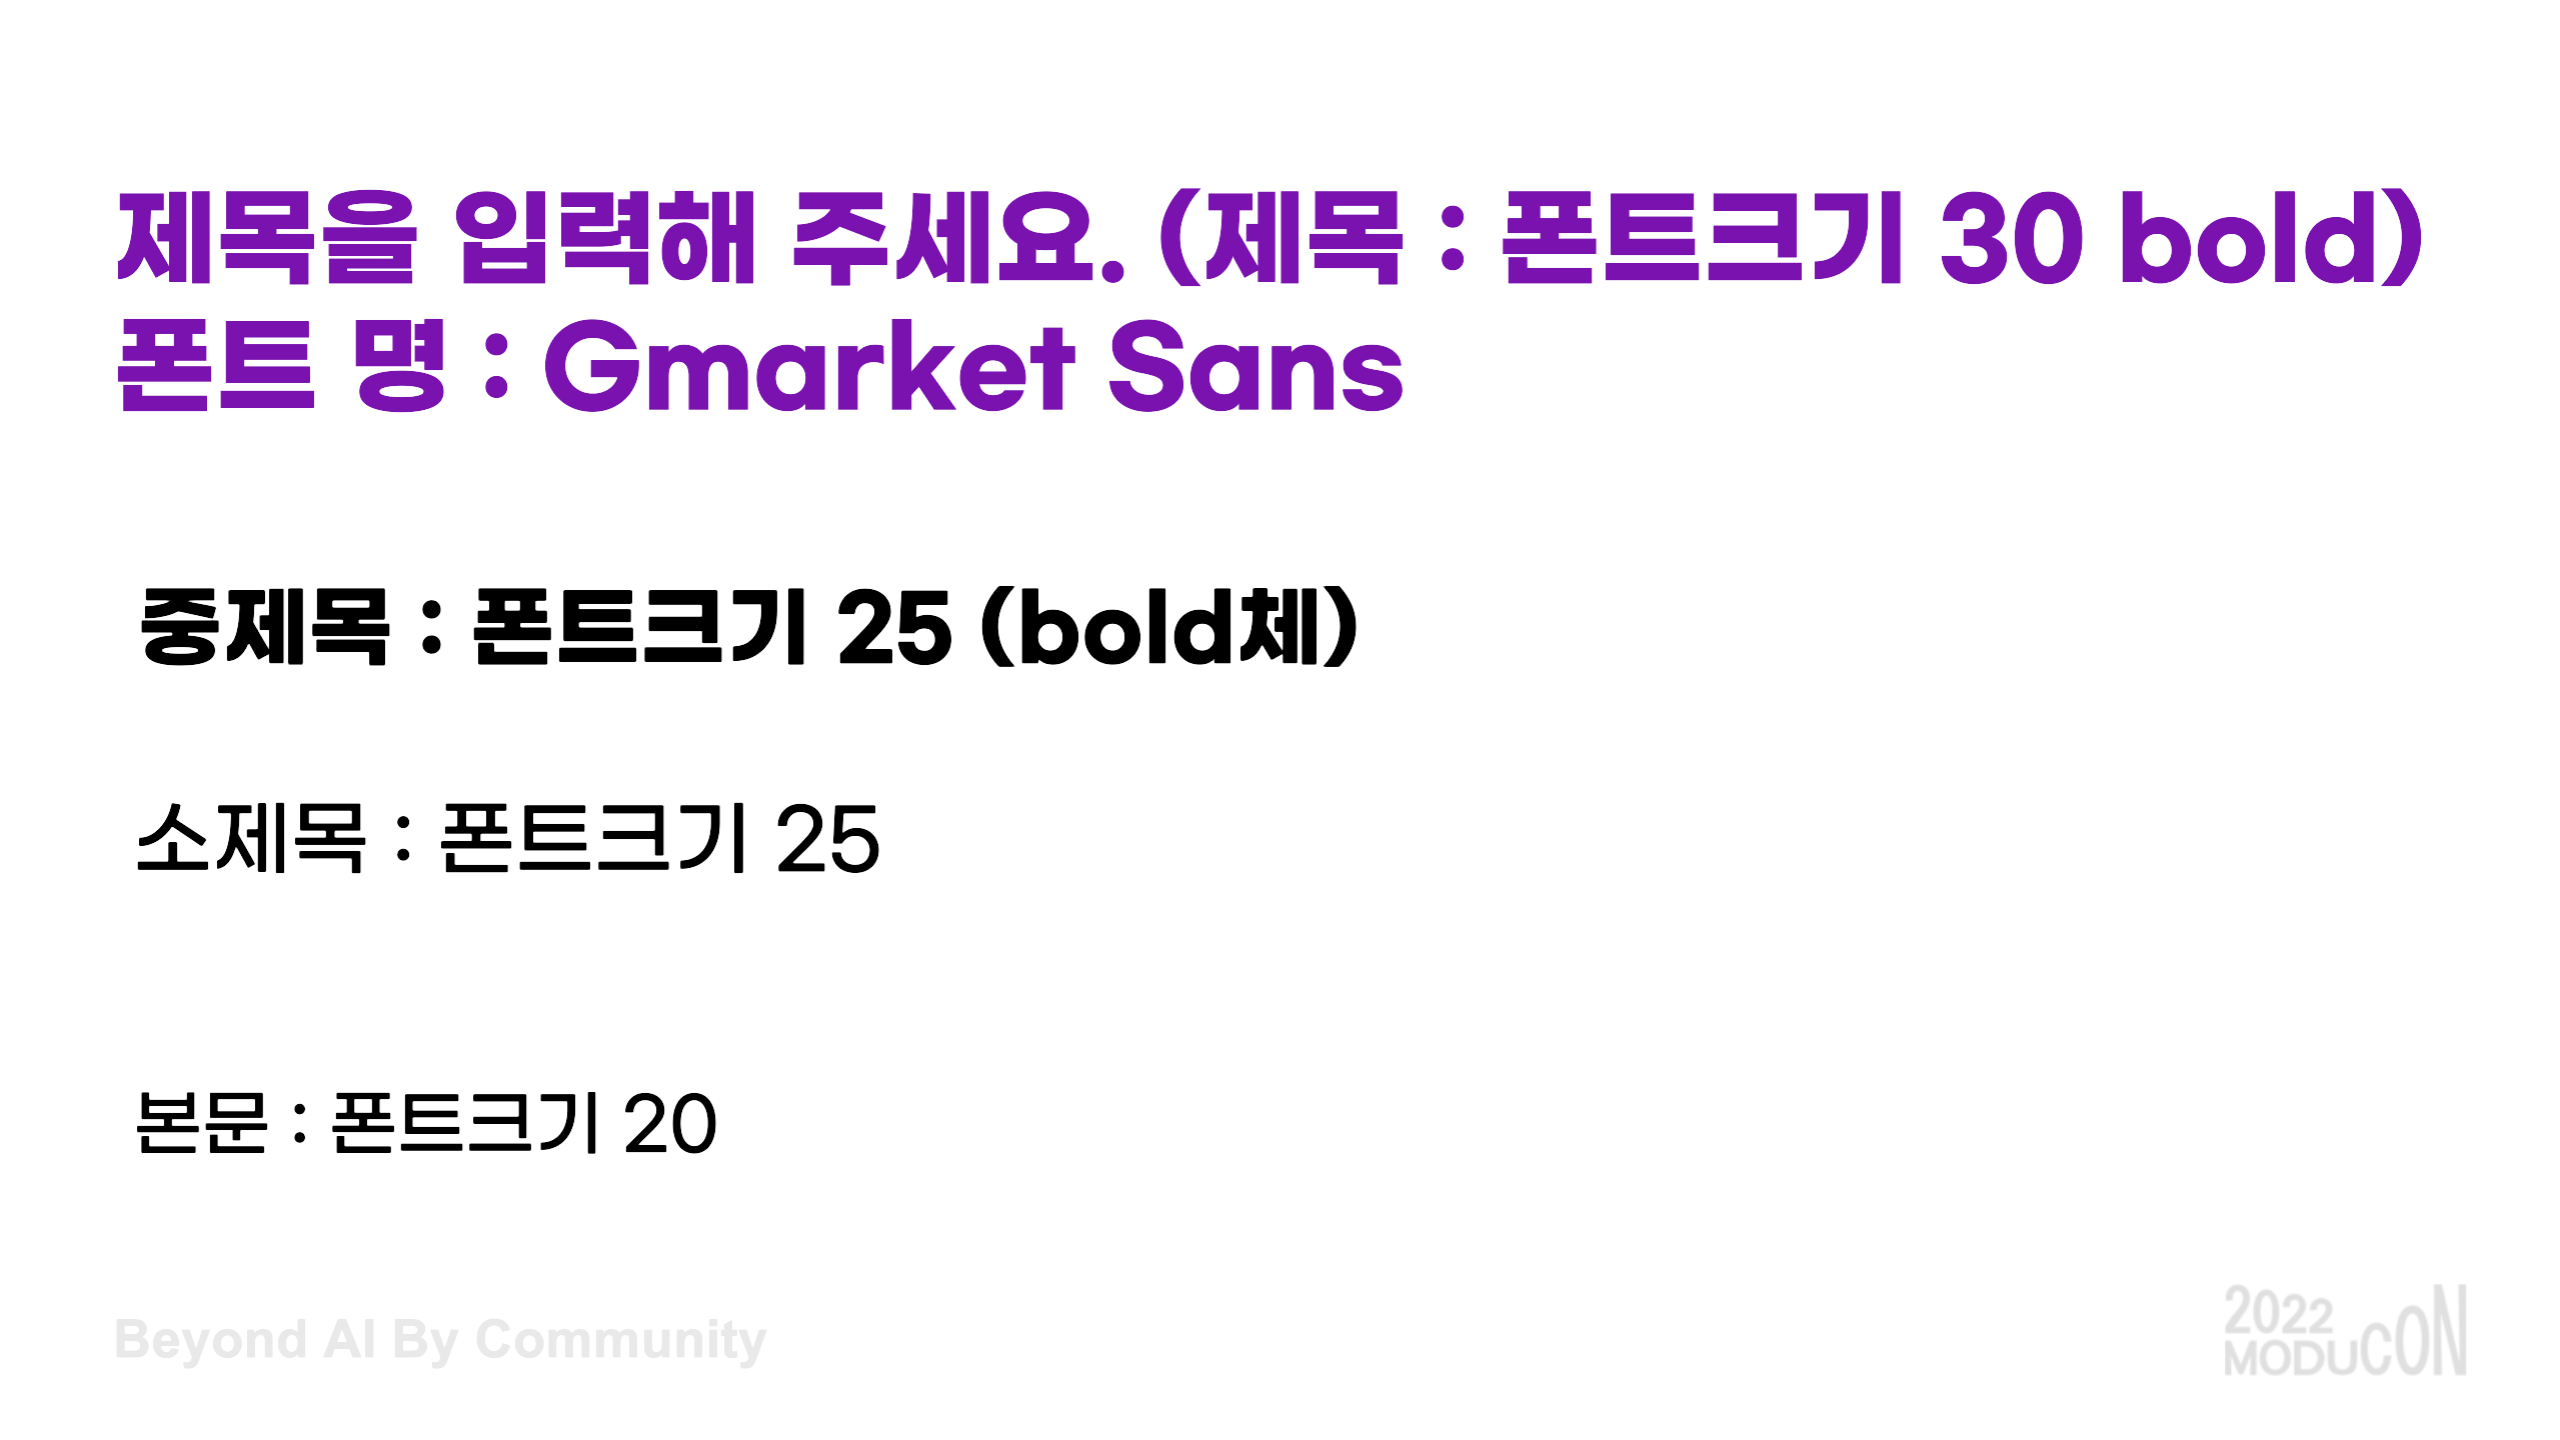 제목을 입력해 주세요. (제목 : 폰트크기 30 bold)
폰트 명 : Gmarket Sans
중제목 : 폰트크기 25 (bold체)
소제목 : 폰트크기 25
본문 : 폰트크기 20
Beyond AI By Community
2022
MODUCON